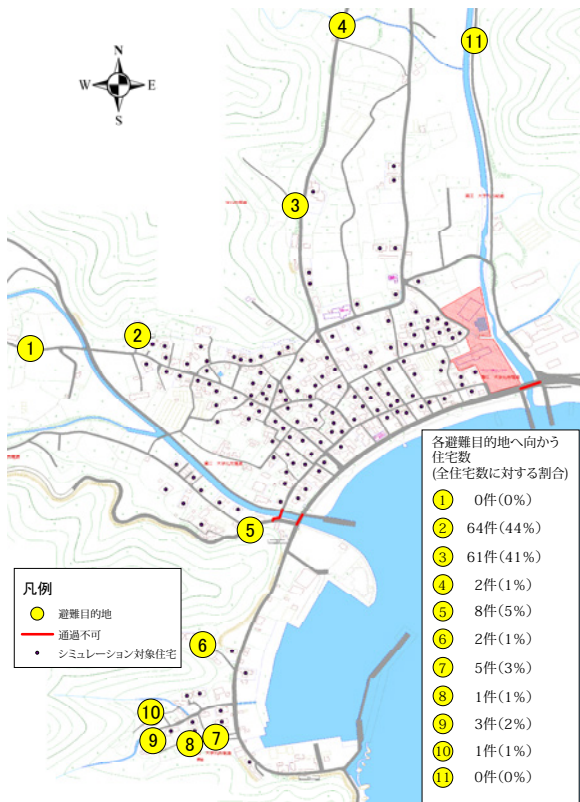 4
11
N
W
E
S
3
2
1
5
6
10
9
8
7
各避難目的地へ向かう
住宅数
(全住宅数に対する割合)
1 0件(0%)
2 64件(44%)
3 61件(41%)
4 2件(1%)
5 8件(5%)
6 2件(1%)
7 5件(3%)
8 1件(1%)
9 3件(2%)
10 1件(1%)
11 0件(0%)
凡例
避難目的地
通過不可
シミュレーション対象住宅